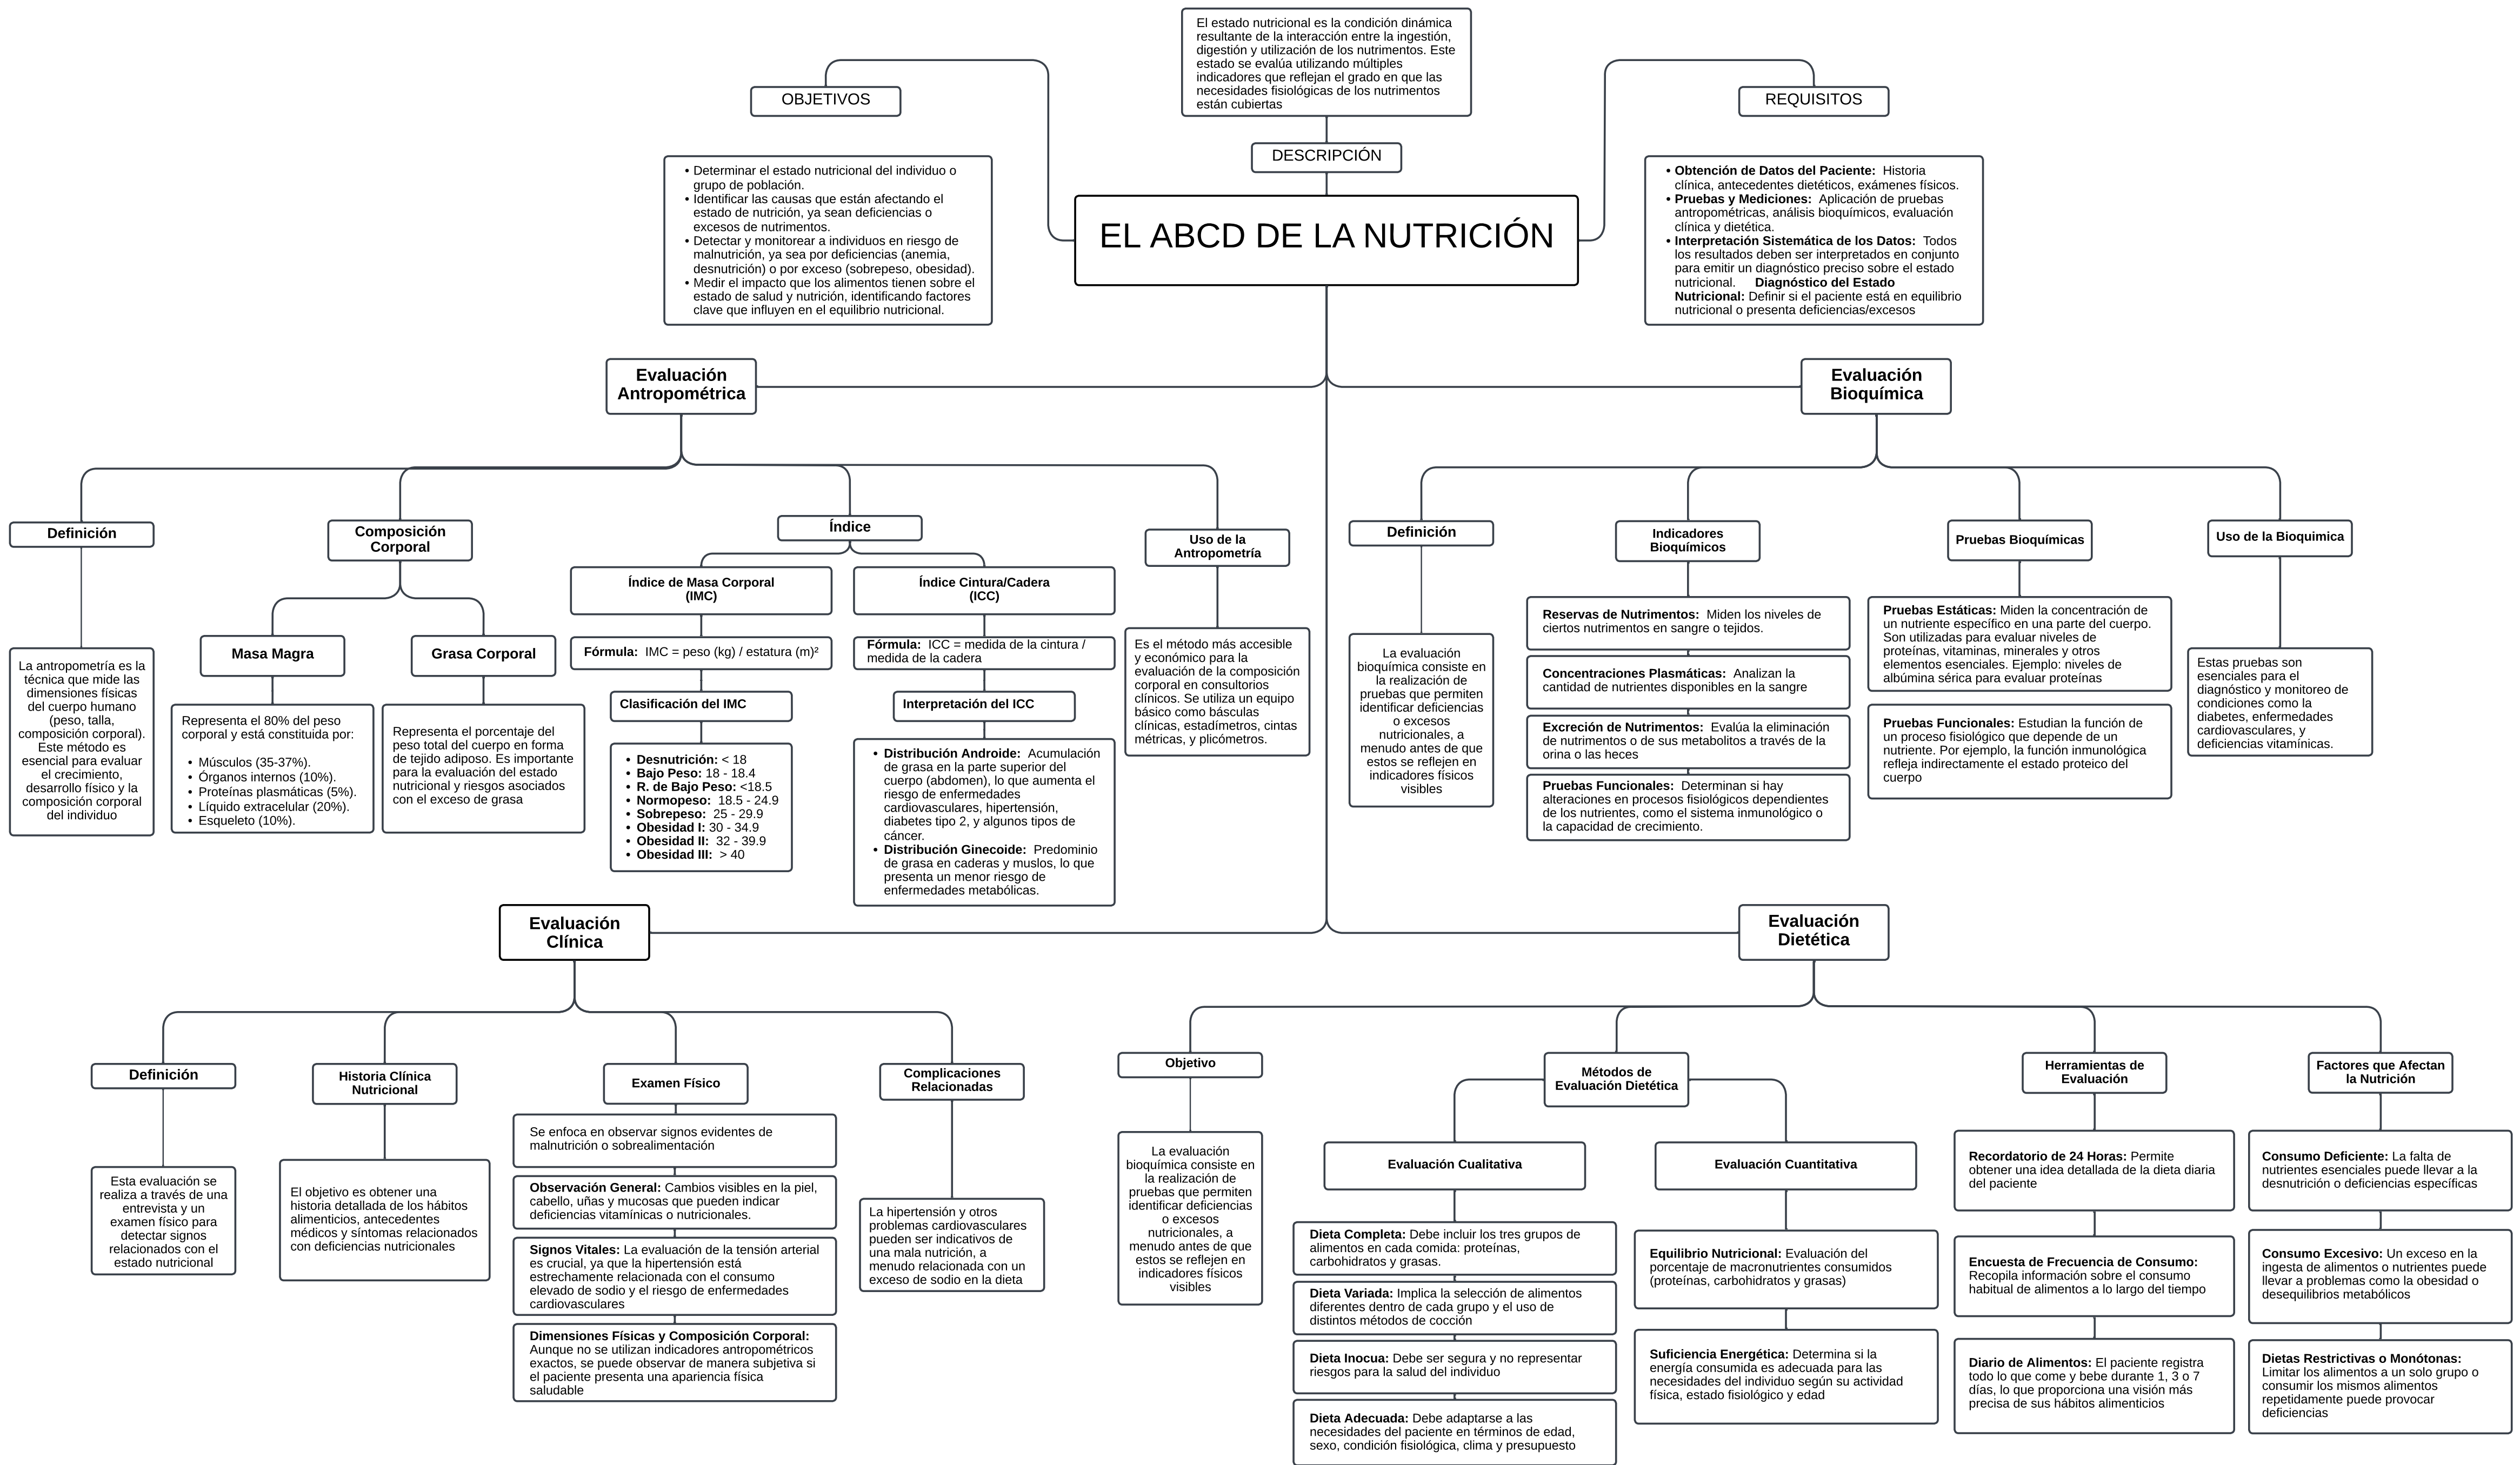 El estado nutricional es la condición dinámica
resultante de la interacción entre la ingestión,
digestión y utilización de los nutrimentos. Este
estado se evalúa utilizando múltiples
indicadores que reflejan el grado en que las
necesidades fisiológicas de los nutrimentos
están cubiertas
OBJETIVOS
REQUISITOS
DESCRIPCIÓN
• Determinar el estado nutricional del individuo o
grupo de población.
• Identificar las causas que están afectando el
estado de nutrición, ya sean deficiencias o
excesos de nutrimentos.
• Detectar y monitorear a individuos en riesgo de
malnutrición, ya sea por deficiencias (anemia,
desnutrición) o por exceso (sobrepeso, obesidad).
• Medir el impacto que los alimentos tienen sobre el
estado de salud y nutrición, identificando factores
clave que influyen en el equilibrio nutricional.
EL ABCD DE LA NUTRICIÓN
• Obtención de Datos del Paciente: Historia
clínica, antecedentes dietéticos, exámenes físicos.
• Pruebas y Mediciones: Aplicación de pruebas
antropométricas, análisis bioquímicos, evaluación
clínica y dietética.
• Interpretación Sistemática de los Datos: Todos
los resultados deben ser interpretados en conjunto
para emitir un diagnóstico preciso sobre el estado
nutricional. Diagnóstico del Estado
Nutricional: Definir si el paciente está en equilibrio
nutricional o presenta deficiencias/excesos
Evaluación
Antropométrica
Evaluación
Bioquímica
Definición
La antropometría es la
técnica que mide las
dimensiones físicas
del cuerpo humano
(peso, talla,
composición corporal).
Este método es
esencial para evaluar
el crecimiento,
desarrollo físico y la
composición corporal
del individuo
Composición
Corporal
Masa Magra
Representa el 80% del peso
corporal y está constituida por:
• Músculos (35-37%).
• Órganos internos (10%).
• Proteínas plasmáticas (5%).
• Líquido extracelular (20%).
• Esqueleto (10%).
Grasa Corporal
Representa el porcentaje del
peso total del cuerpo en forma
de tejido adiposo. Es importante
para la evaluación del estado
nutricional y riesgos asociados
con el exceso de grasa
Índice
Índice de Masa Corporal
(IMC)
Fórmula: IMC = peso (kg) / estatura (m)²
Clasificación del IMC
• Desnutrición: < 18
• Bajo Peso: 18 - 18.4
• R. de Bajo Peso: <18.5
• Normopeso: 18.5 - 24.9
• Sobrepeso: 25 - 29.9
• Obesidad I: 30 - 34.9
• Obesidad II: 32 - 39.9
• Obesidad III: > 40
Índice Cintura/Cadera
(ICC)
Fórmula: ICC = medida de la cintura /
medida de la cadera
Interpretación del ICC
• Distribución Androide: Acumulación
de grasa en la parte superior del
cuerpo (abdomen), lo que aumenta el
riesgo de enfermedades
cardiovasculares, hipertensión,
diabetes tipo 2, y algunos tipos de
cáncer.
• Distribución Ginecoide: Predominio
de grasa en caderas y muslos, lo que
presenta un menor riesgo de
enfermedades metabólicas.
Uso de la
Antropometría
Es el método más accesible
y económico para la
evaluación de la composición
corporal en consultorios
clínicos. Se utiliza un equipo
básico como básculas
clínicas, estadímetros, cintas
métricas, y plicómetros.
Definición
La evaluación
bioquímica consiste en
la realización de
pruebas que permiten
identificar deficiencias
o excesos
nutricionales, a
menudo antes de que
estos se reflejen en
indicadores físicos
visibles
Indicadores
Bioquímicos
Reservas de Nutrimentos: Miden los niveles de
ciertos nutrimentos en sangre o tejidos.
Concentraciones Plasmáticas: Analizan la
cantidad de nutrientes disponibles en la sangre
Excreción de Nutrimentos: Evalúa la eliminación
de nutrimentos o de sus metabolitos a través de la
orina o las heces
Pruebas Funcionales: Determinan si hay
alteraciones en procesos fisiológicos dependientes
de los nutrientes, como el sistema inmunológico o
la capacidad de crecimiento.
Pruebas Bioquímicas
Pruebas Estáticas: Miden la concentración de
un nutriente específico en una parte del cuerpo.
Son utilizadas para evaluar niveles de
proteínas, vitaminas, minerales y otros
elementos esenciales. Ejemplo: niveles de
albúmina sérica para evaluar proteínas
Pruebas Funcionales: Estudian la función de
un proceso fisiológico que depende de un
nutriente. Por ejemplo, la función inmunológica
refleja indirectamente el estado proteico del
cuerpo
Uso de la Bioquimica
Estas pruebas son
esenciales para el
diagnóstico y monitoreo de
condiciones como la
diabetes, enfermedades
cardiovasculares, y
deficiencias vitamínicas.
Evaluación
Clínica
Evaluación
Dietética
Definición
Esta evaluación se
realiza a través de una
entrevista y un
examen físico para
detectar signos
relacionados con el
estado nutricional
Historia Clínica
Nutricional
El objetivo es obtener una
historia detallada de los hábitos
alimenticios, antecedentes
médicos y síntomas relacionados
con deficiencias nutricionales
Examen Físico
Se enfoca en observar signos evidentes de
malnutrición o sobrealimentación
Observación General: Cambios visibles en la piel,
cabello, uñas y mucosas que pueden indicar
deficiencias vitamínicas o nutricionales.
Signos Vitales: La evaluación de la tensión arterial
es crucial, ya que la hipertensión está
estrechamente relacionada con el consumo
elevado de sodio y el riesgo de enfermedades
cardiovasculares
Dimensiones Físicas y Composición Corporal:
Aunque no se utilizan indicadores antropométricos
exactos, se puede observar de manera subjetiva si
el paciente presenta una apariencia física
saludable
Complicaciones
Relacionadas
La hipertensión y otros
problemas cardiovasculares
pueden ser indicativos de
una mala nutrición, a
menudo relacionada con un
exceso de sodio en la dieta
Objetivo
La evaluación
bioquímica consiste en
la realización de
pruebas que permiten
identificar deficiencias
o excesos
nutricionales, a
menudo antes de que
estos se reflejen en
indicadores físicos
visibles
Métodos de
Evaluación Dietética
Evaluación Cualitativa
Dieta Completa: Debe incluir los tres grupos de
alimentos en cada comida: proteínas,
carbohidratos y grasas.
Dieta Variada: Implica la selección de alimentos
diferentes dentro de cada grupo y el uso de
distintos métodos de cocción
Dieta Inocua: Debe ser segura y no representar
riesgos para la salud del individuo
Dieta Adecuada: Debe adaptarse a las
necesidades del paciente en términos de edad,
sexo, condición fisiológica, clima y presupuesto
Evaluación Cuantitativa
Equilibrio Nutricional: Evaluación del
porcentaje de macronutrientes consumidos
(proteínas, carbohidratos y grasas)
Suficiencia Energética: Determina si la
energía consumida es adecuada para las
necesidades del individuo según su actividad
física, estado fisiológico y edad
Herramientas de
Evaluación
Recordatorio de 24 Horas: Permite
obtener una idea detallada de la dieta diaria
del paciente
Encuesta de Frecuencia de Consumo:
Recopila información sobre el consumo
habitual de alimentos a lo largo del tiempo
Diario de Alimentos: El paciente registra
todo lo que come y bebe durante 1, 3 o 7
días, lo que proporciona una visión más
precisa de sus hábitos alimenticios
Factores que Afectan
la Nutrición
Consumo Deficiente: La falta de
nutrientes esenciales puede llevar a la
desnutrición o deficiencias específicas
Consumo Excesivo: Un exceso en la
ingesta de alimentos o nutrientes puede
llevar a problemas como la obesidad o
desequilibrios metabólicos
Dietas Restrictivas o Monótonas:
Limitar los alimentos a un solo grupo o
consumir los mismos alimentos
repetidamente puede provocar
deficiencias